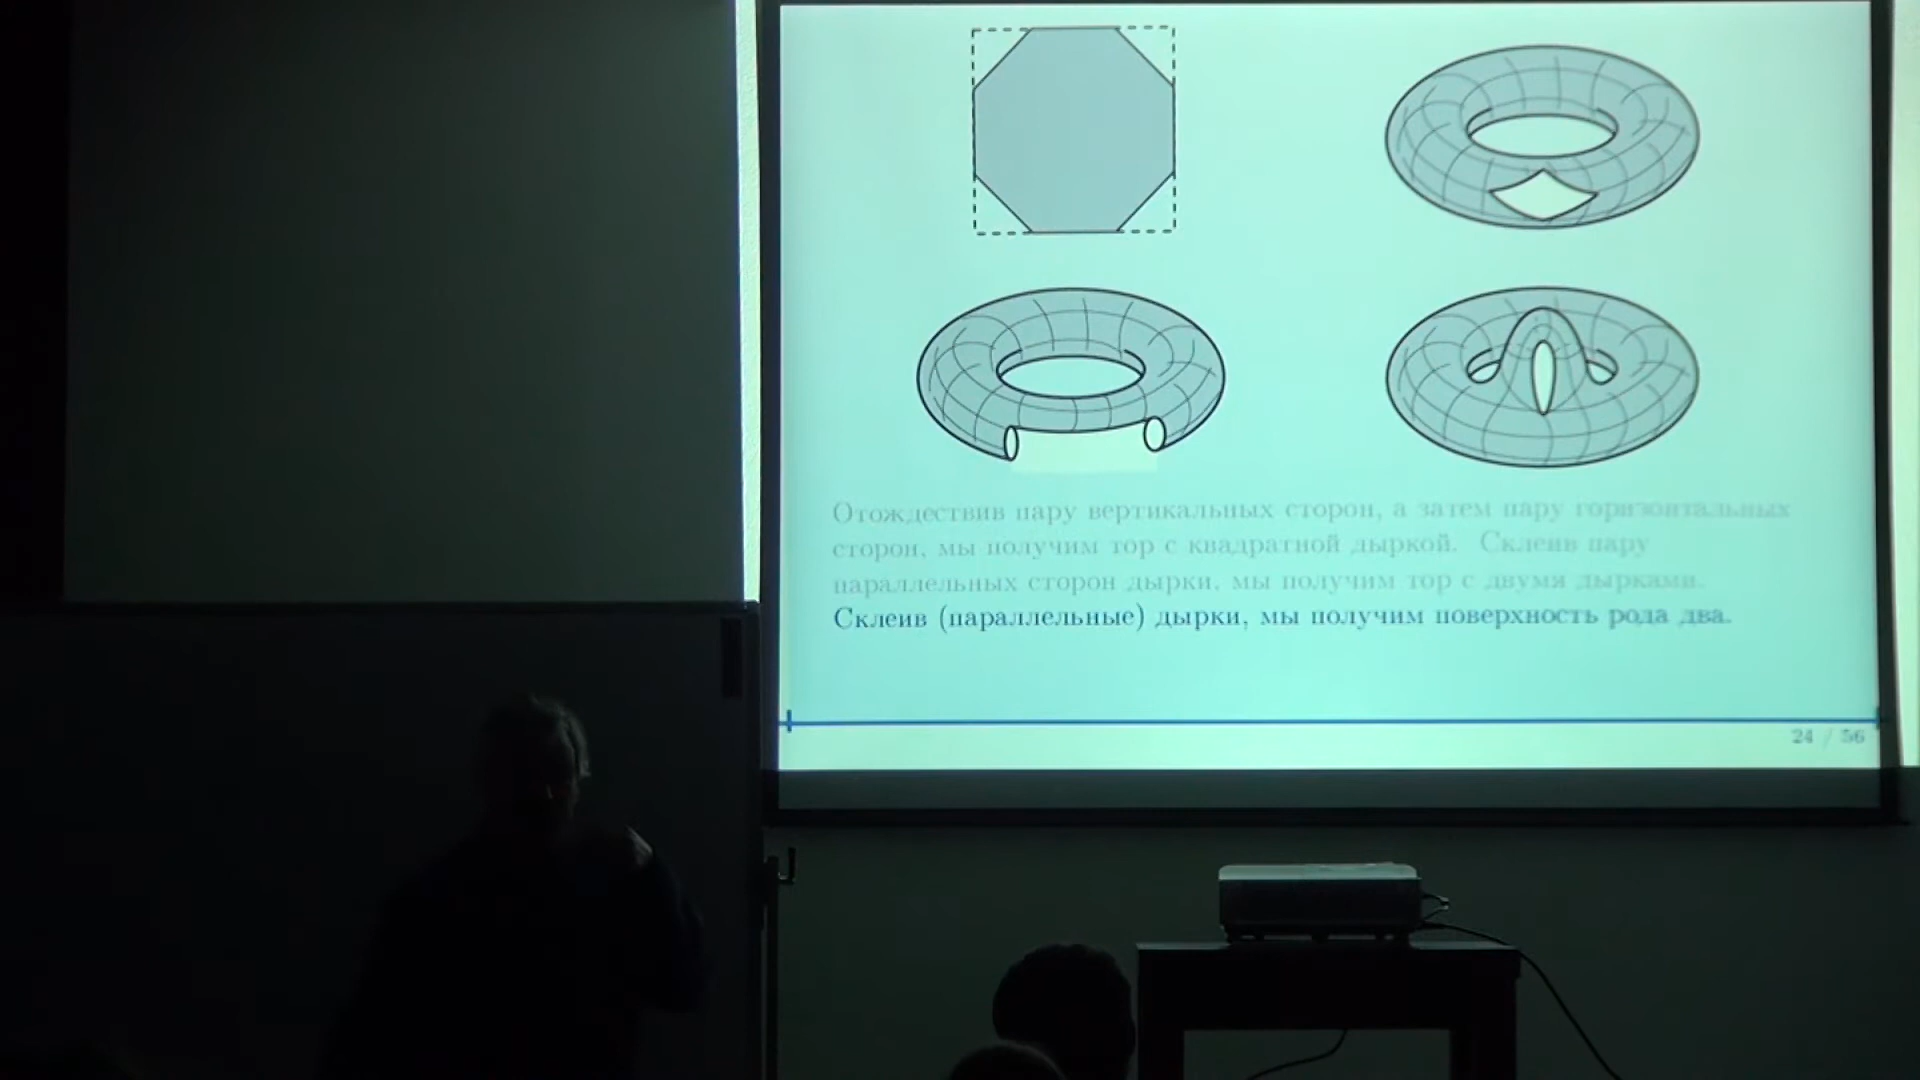 Отождествив пару вертикальных сторон, а затем пару горизонтальных
сторон, мы получим тор с квадратной дыркой. Склеив пару
параллельных сторон дырки, мы получим тор с двумя дырками.
Склеив (параллельные) дырки, мы получим поверхность рода два.
24 / 56